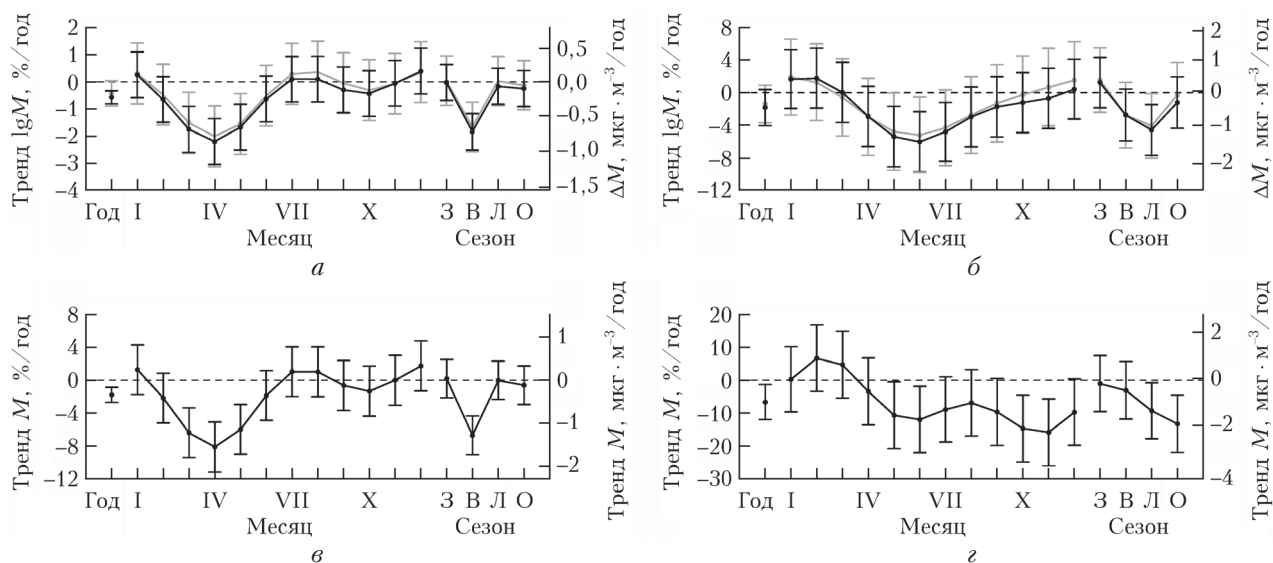 Тренд lgM, %/год
2
1
0
−1
−2
−3
−4
0,5
0,0
−0,5
−1,0
−1,5
ΔM, мкг · м⁻³/год
Год I IV VII X З В Л О
Месяц Сезон
а
Тренд lgM, %/год
8
4
0
−4
−8
−12
2
1
0
−1
−2
ΔM, мкг · м⁻³/год
Год I IV VII X З В Л О
Месяц Сезон
б
Тренд M, %/год
8
4
0
−4
−8
−12
1
0
−1
−2
Тренд M, мкг · м⁻³/год
Год I IV VII X З В Л О
Месяц Сезон
в
Тренд M, %/год
20
10
0
−10
−20
−30
2
0
−2
−4
Тренд M, мкг · м⁻³/год
Год I IV VII X З В Л О
Месяц Сезон
г